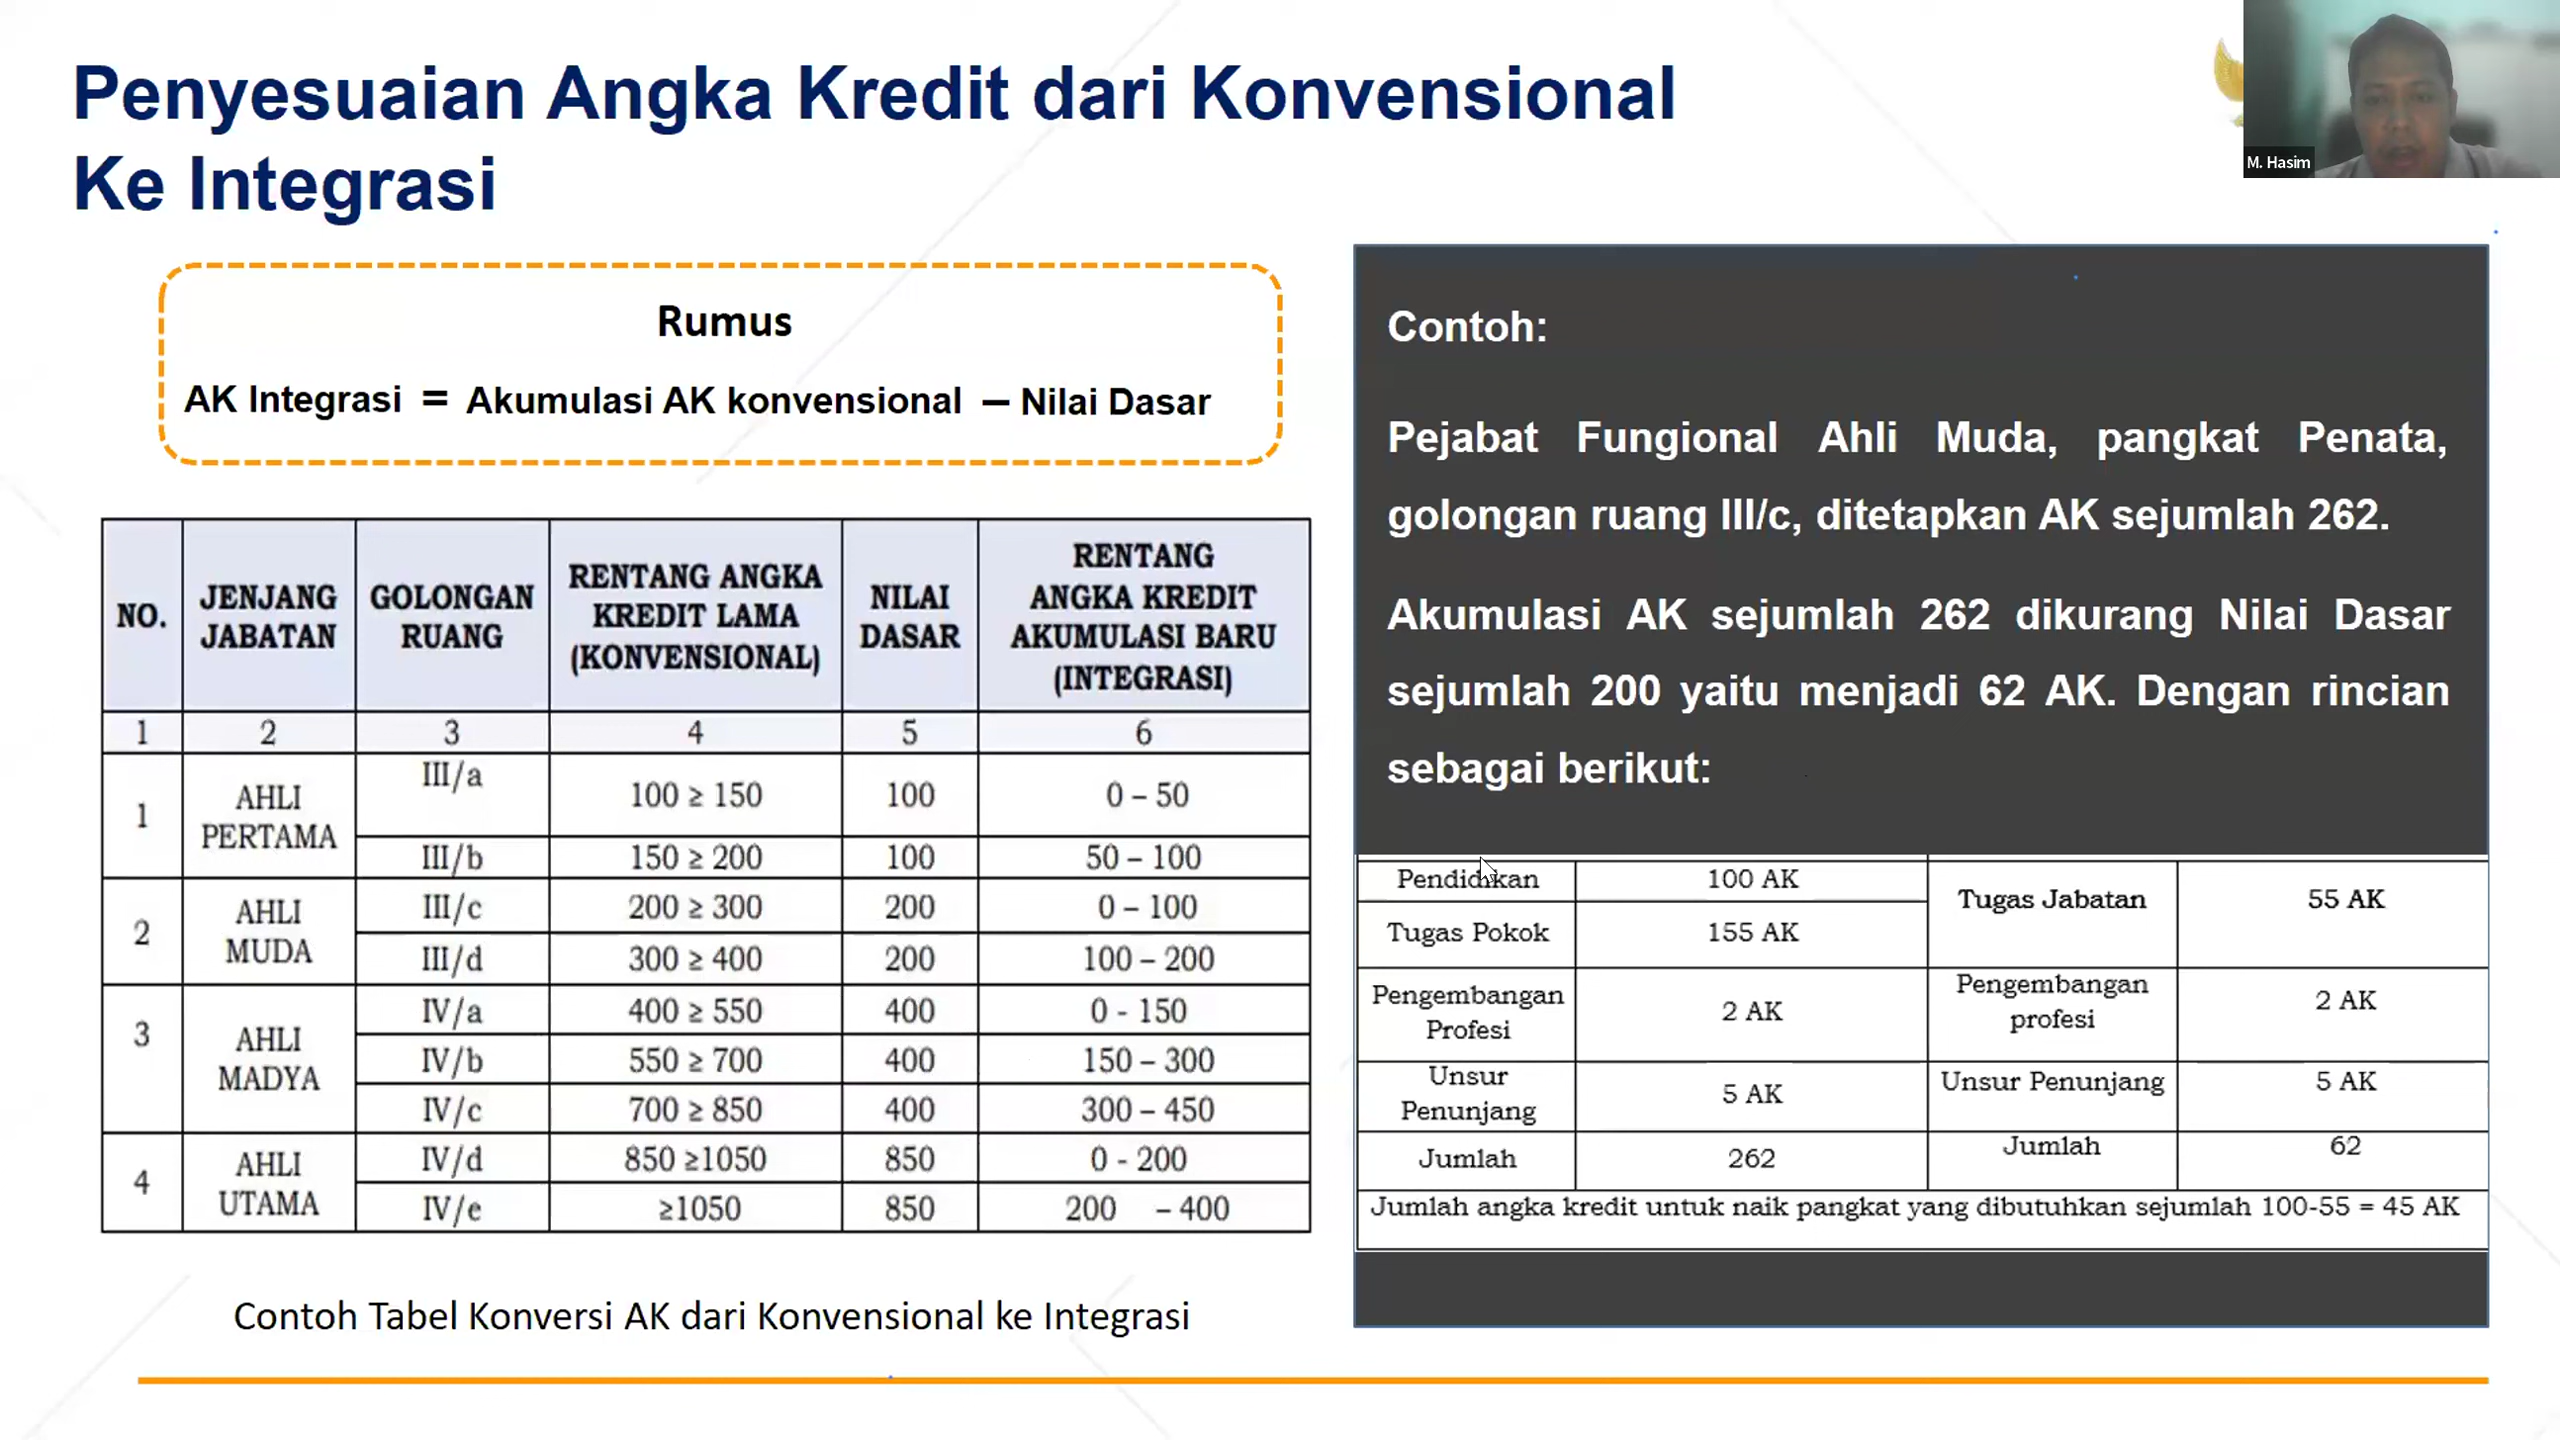 Penyesuaian Angka Kredit dari Konvensional
Ke Integrasi
M. Hasim
Rumus
AK Integrasi = Akumulasi AK konvensional – Nilai Dasar
NO. JENJANG JABATAN GOLONGAN RUANG RENTANG ANGKA KREDIT LAMA (KONVENSIONAL) NILAI DASAR RENTANG ANGKA KREDIT AKUMULASI BARU (INTEGRASI)
1 2 3 4 5 6
1 AHLI PERTAMA III/a 100 ≥ 150 100 0 – 50
III/b 150 ≥ 200 100 50 – 100
2 AHLI MUDA III/c 200 ≥ 300 200 0 – 100
III/d 300 ≥ 400 200 100 – 200
3 AHLI MADYA IV/a 400 ≥ 550 400 0 - 150
IV/b 550 ≥ 700 400 150 – 300
IV/c 700 ≥ 850 400 300 – 450
4 AHLI UTAMA IV/d 850 ≥1050 850 0 - 200
IV/e ≥1050 850 200 – 400
Contoh Tabel Konversi AK dari Konvensional ke Integrasi
Contoh:
Pejabat Fungional Ahli Muda, pangkat Penata,
golongan ruang III/c, ditetapkan AK sejumlah 262.
Akumulasi AK sejumlah 262 dikurang Nilai Dasar
sejumlah 200 yaitu menjadi 62 AK. Dengan rincian
sebagai berikut:
Pendidikan 100 AK Tugas Jabatan 55 AK
Tugas Pokok 155 AK
Pengembangan Profesi 2 AK Pengembangan profesi 2 AK
Unsur Penunjang 5 AK Unsur Penunjang 5 AK
Jumlah 262 Jumlah 62
Jumlah angka kredit untuk naik pangkat yang dibutuhkan sejumlah 100-55 = 45 AK